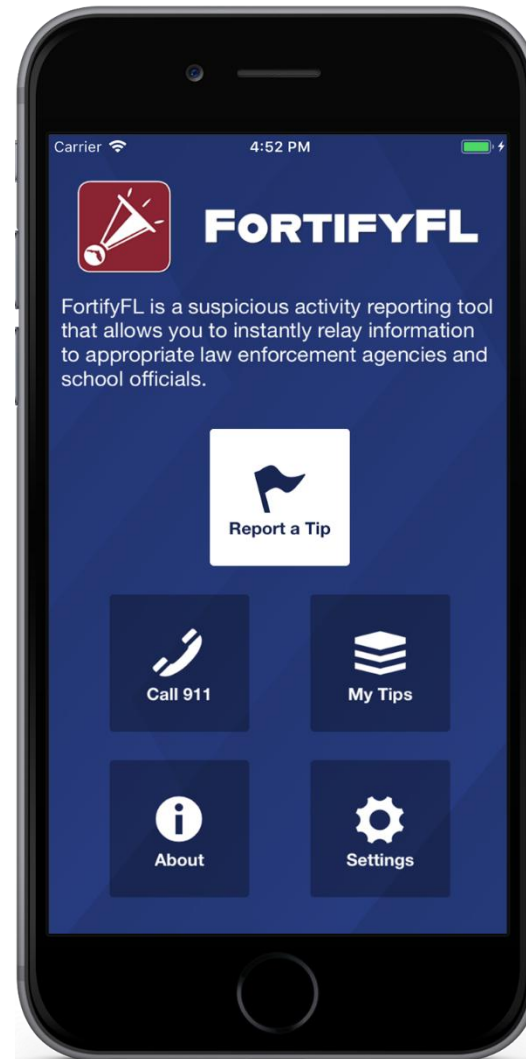 Carrier 4:52 PM
FORTIFYFL
FortifyFL is a suspicious activity reporting tool
that allows you to instantly relay information
to appropriate law enforcement agencies and
school officials.
Report a Tip
Call 911 My Tips
About Settings